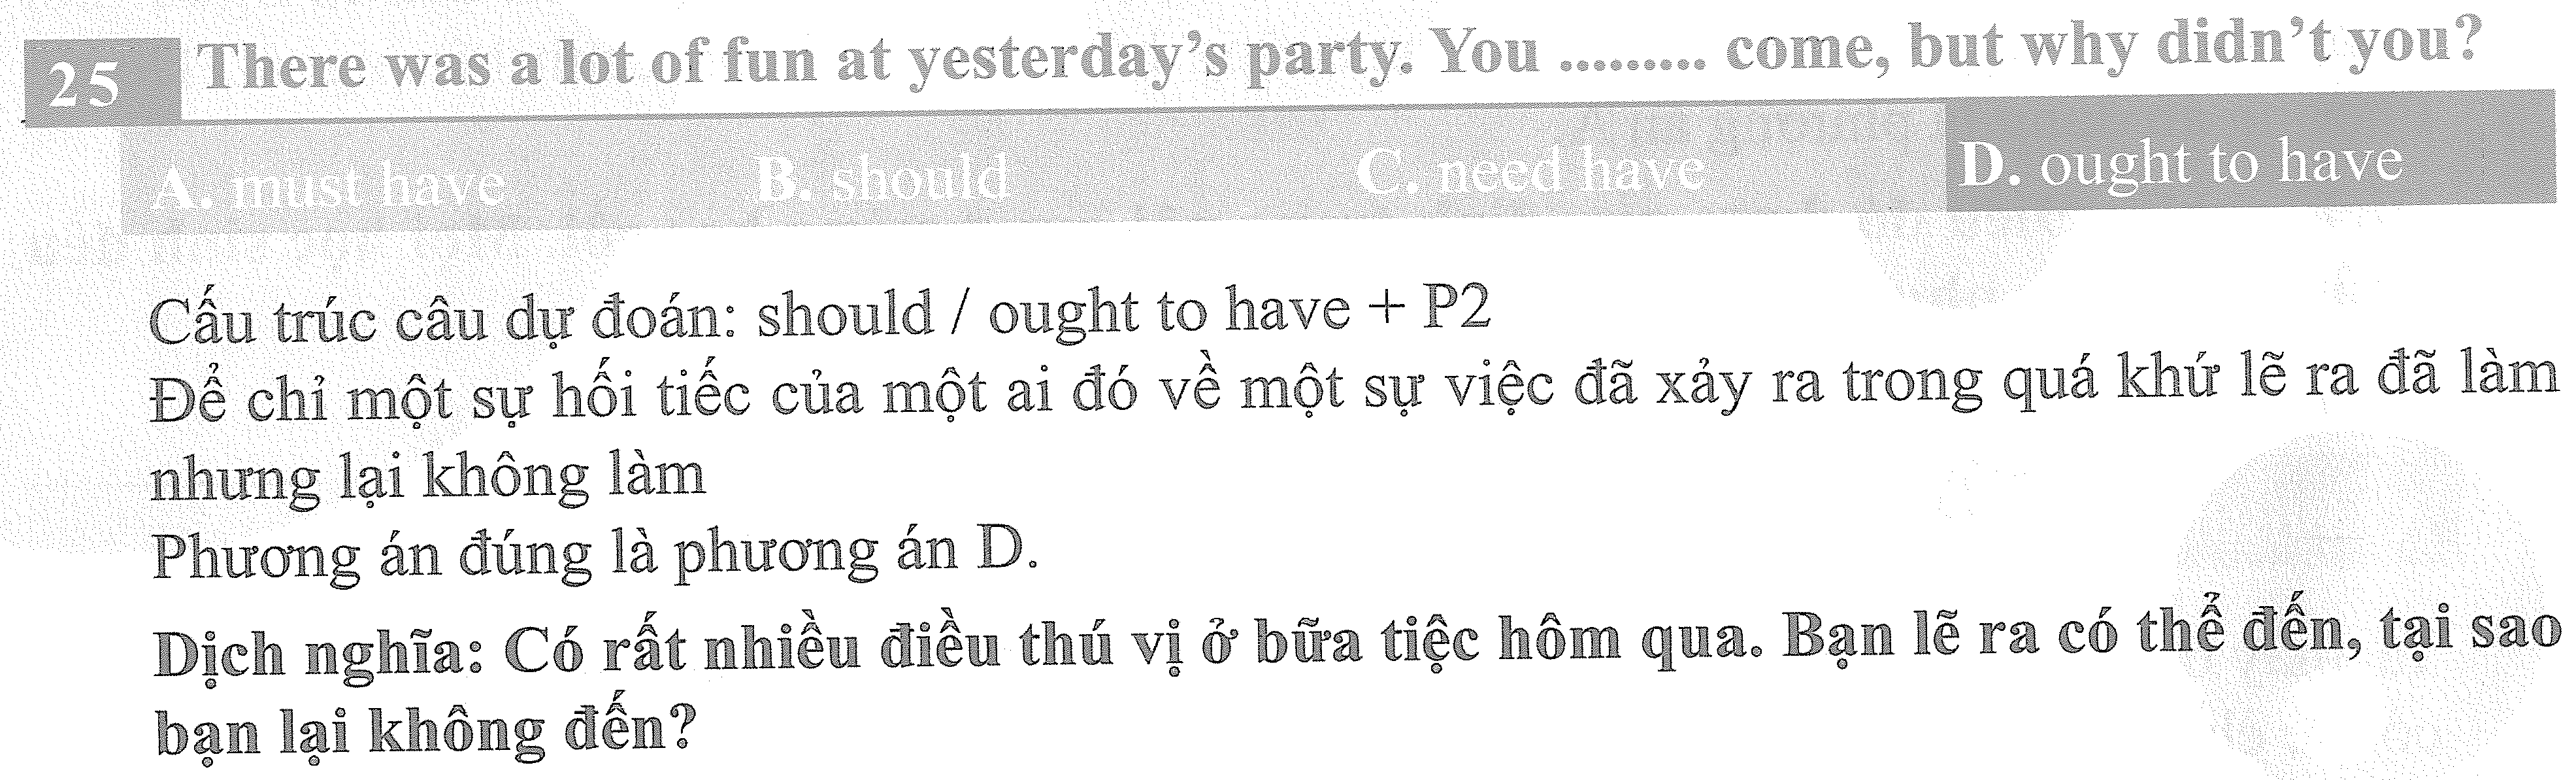 25 There was a lot of fun at yesterday's party. You ......... come, but why didn't you?
A. must have B. should C. need have D. ought to have
Cấu trúc câu dự đoán: should / ought to have + P2
Để chỉ một sự hối tiếc của một ai đó về một sự việc đã xảy ra trong quá khứ lẽ ra đã làm
nhưng lại không làm
Phương án đúng là phương án D.
Dịch nghĩa: Có rất nhiều điều thú vị ở bữa tiệc hôm qua. Bạn lẽ ra có thể đến, tại sao
bạn lại không đến?